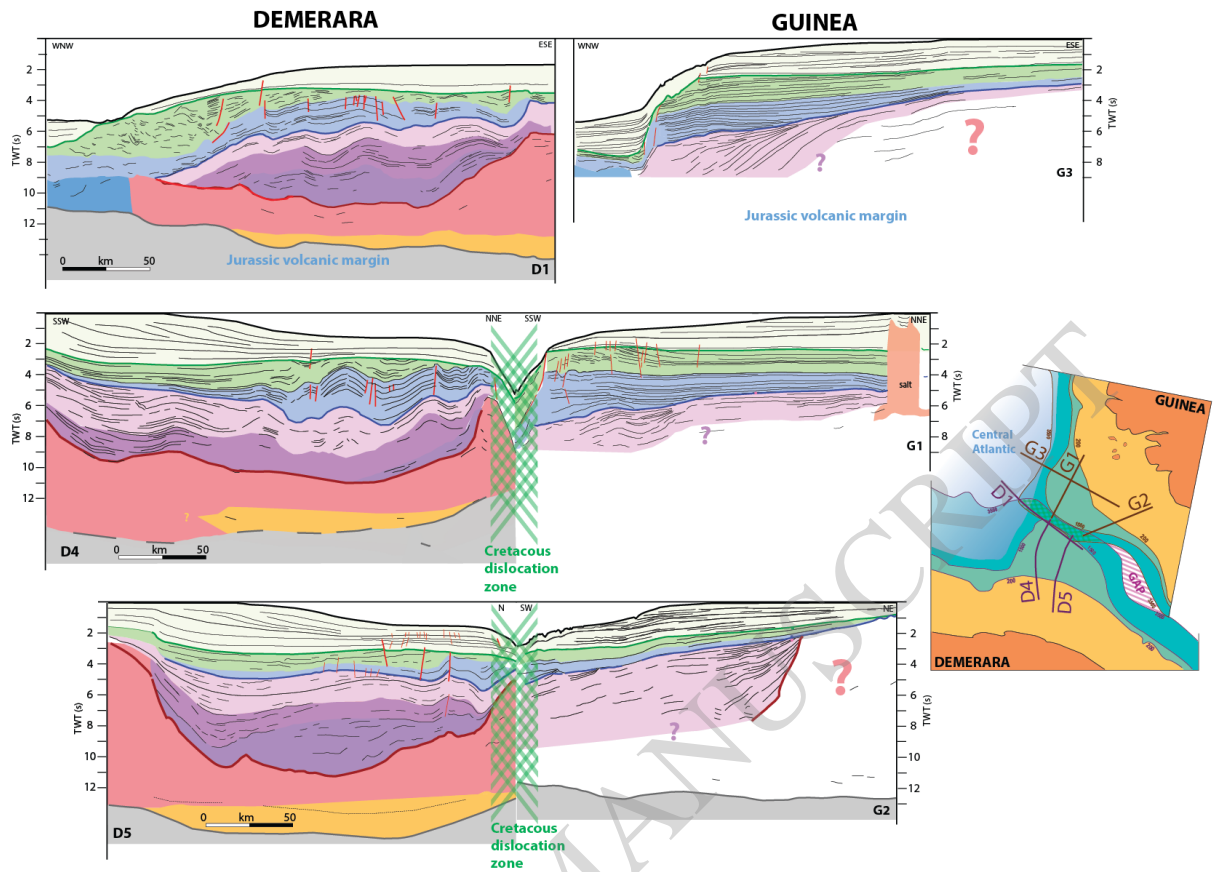 DEMERARA
GUINEA
WNW
ESE
WNW
ESE
2
4
6
8
10
12
TWT (s)
0 km 50
Jurassic volcanic margin
D1
2
4
6
8
TWT (s)
?
?
G3
Jurassic volcanic margin
SSW
NNE
SSW
NNE
2
4
6
8
10
12
TWT (s)
?
0 km 50
D4
salt
2
4
6
8
TWT (s)
?
G1
Cretacous
dislocation
zone
N
SW
NE
2
4
6
8
10
12
TWT (s)
0 km 50
D5
?
?
2
4
6
8
10
12
TWT (s)
G2
Cretacous
dislocation
zone
GUINEA
Central
Atlantic
G3
G1
G2
D1
D4
D5
GAP
200
200
200
DEMERARA
MANUSCRIPT